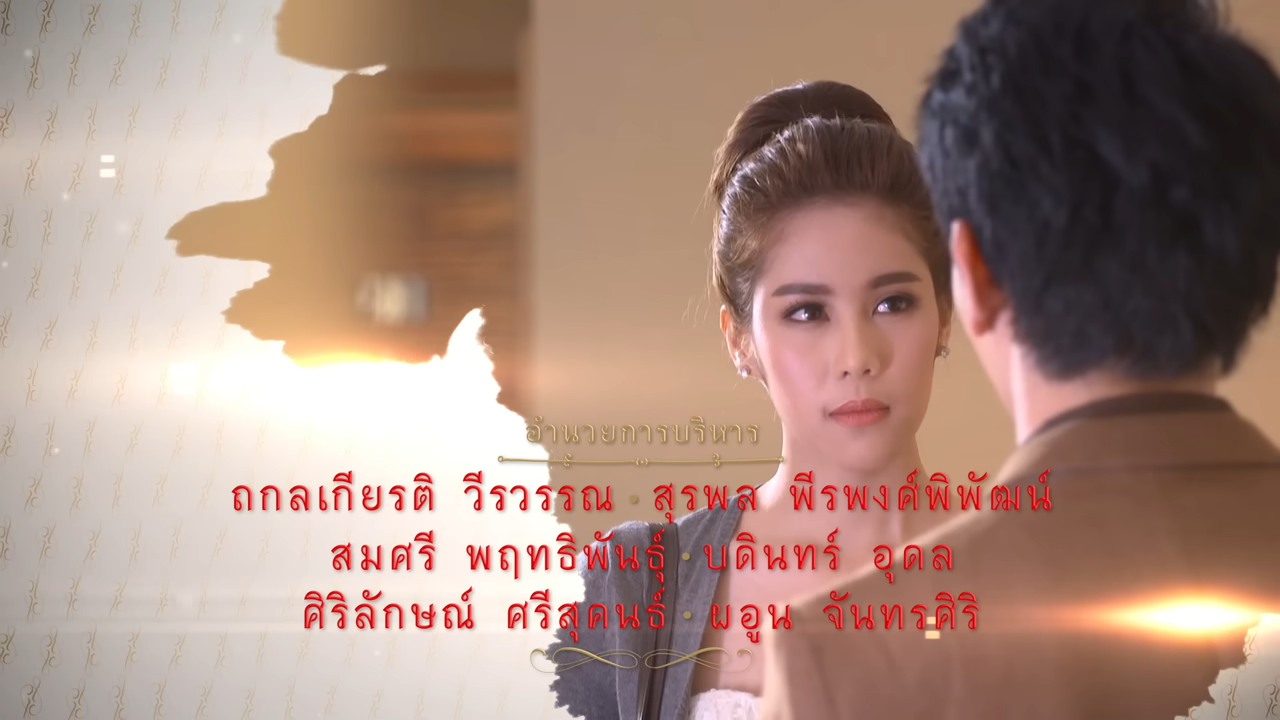 อำนวยการบริหาร
ถกลเกียรติ วีรวรรณ • สุรพล พีรพงศ์พิพัฒน์
สมศรี พฤทธิพันธุ์ • บดินทร์ อุดล
ศิริลักษณ์ ศรีสุคนธ์ • ผอูน จันทรศิริ